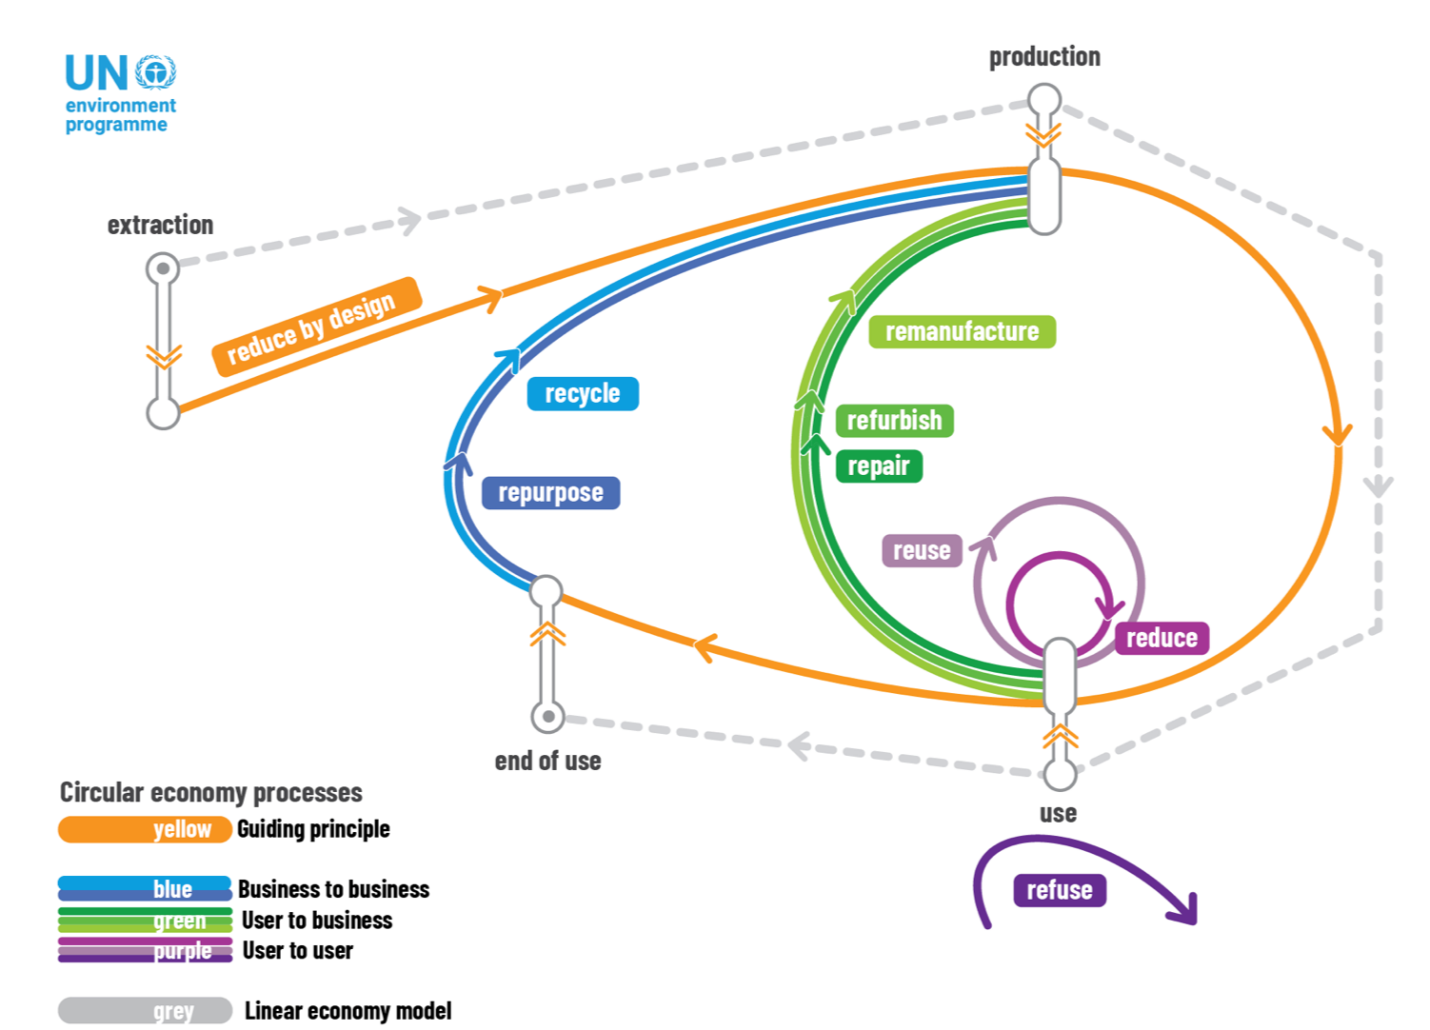 UN
environment
programme
production
extraction
reduce by design
remanufacture
recycle
refurbish
repair
repurpose
reuse
reduce
end of use
use
refuse
Circular economy processes
yellow Guiding principle
blue Business to business
green User to business
purple User to user
grey Linear economy model